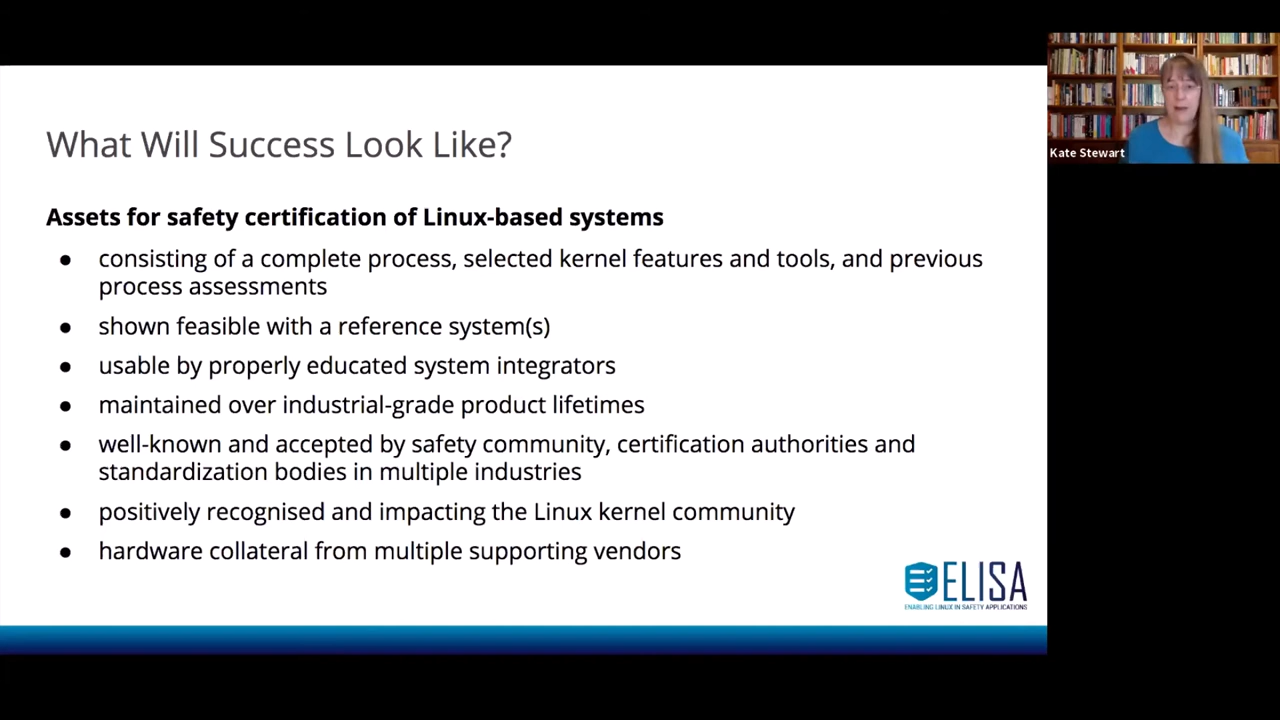 What Will Success Look Like?
Assets for safety certification of Linux-based systems
● consisting of a complete process, selected kernel features and tools, and previous
process assessments
● shown feasible with a reference system(s)
● usable by properly educated system integrators
● maintained over industrial-grade product lifetimes
● well-known and accepted by safety community, certification authorities and
standardization bodies in multiple industries
● positively recognised and impacting the Linux kernel community
● hardware collateral from multiple supporting vendors
ELISA
ENABLING LINUX IN SAFETY APPLICATIONS
Kate Stewart